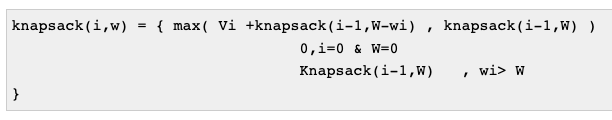 knapsack(i,w) = { max( Vi +knapsack(i-1,W-wi) , knapsack(i-1,W) )
0,i=0 & W=0
Knapsack(i-1,W) , wi> W
}